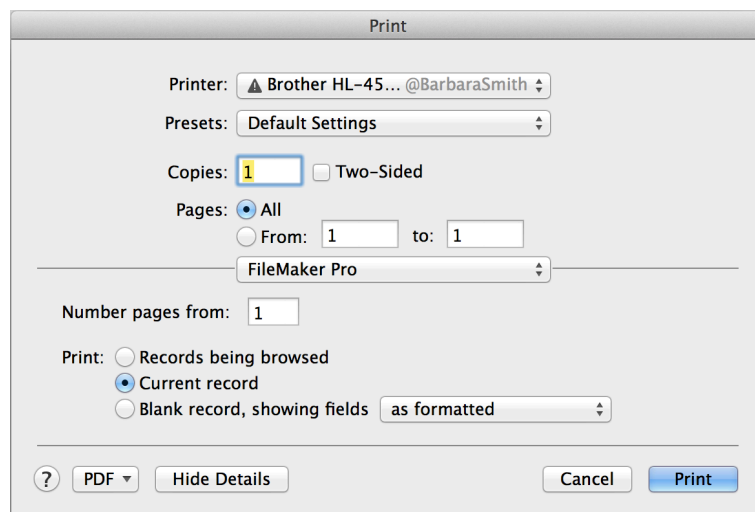 Print
Printer: Brother HL-45... @BarbaraSmith
Presets: Default Settings
Copies: 1 Two-Sided
Pages: All
From: 1 to: 1
FileMaker Pro
Number pages from: 1
Print: Records being browsed
Current record
Blank record, showing fields as formatted
? PDF Hide Details Cancel Print